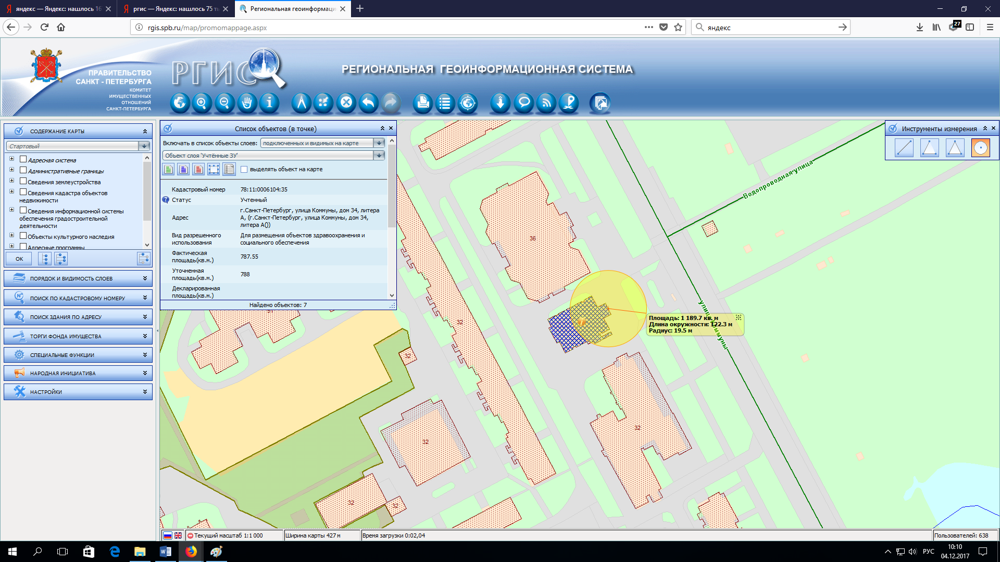 яндекс — Яндекс: нашлось 16
ргис — Яндекс: нашлось 75 ты
Региональная геоинформаци
rgis.spb.ru/map/promomappage.aspx
яндекс
27
ПРАВИТЕЛЬСТВО
САНКТ - ПЕТЕРБУРГА
КОМИТЕТ
ИМУЩЕСТВЕННЫХ
ОТНОШЕНИЙ
САНКТ-ПЕТЕРБУРГА
РГИС
РЕГИОНАЛЬНАЯ ГЕОИНФОРМАЦИОННАЯ СИСТЕМА
СОДЕРЖАНИЕ КАРТЫ
Стартовый
Адресная система
Административные границы
Сведения землеустройства
Сведения кадастра объектов
недвижимости
Сведения информационной системы
обеспечения градостроительной
деятельности
Объекты культурного наследия
Адресные программы
ОК
ПОРЯДОК И ВИДИМОСТЬ СЛОЕВ
ПОИСК ПО КАДАСТРОВОМУ НОМЕРУ
ПОИСК ЗДАНИЯ ПО АДРЕСУ
ТОРГИ ФОНДА ИМУЩЕСТВА
СПЕЦИАЛЬНЫЕ ФУНКЦИИ
НАРОДНАЯ ИНИЦИАТИВА
НАСТРОЙКИ
Список объектов (в точке)
Включать в список объекты слоев: подключенных и видимых на карте
Объект слоя 'Учтённые ЗУ'
выделять объект на карте
Кадастровый номер 78:11:0006104:35
Статус Учтенный
Адрес г.Санкт-Петербург, улица Коммуны, дом 34, литера
А, (г.Санкт-Петербург, улица Коммуны, дом 34,
литера А())
Вид разрешенного использования Для размещения объектов здравоохранения и
социального обеспечения
Фактическая
площадь(кв.м.) 787.55
Уточненная
площадь(кв.м.) 788
Декларированная
площадь(кв.м.)
Найдено объектов: 7
Инструменты измерения
Водопроводная улица
36
32
Площадь: 1 189.7 кв. м
Длина окружности: 122.3 м
Радиус: 19.5 м
32
32
32
32
32
Текущий масштаб 1:1 000
Ширина карты 427 м
Время загрузки 0:02,04
Пользователей: 638
РУС
10:10
04.12.2017